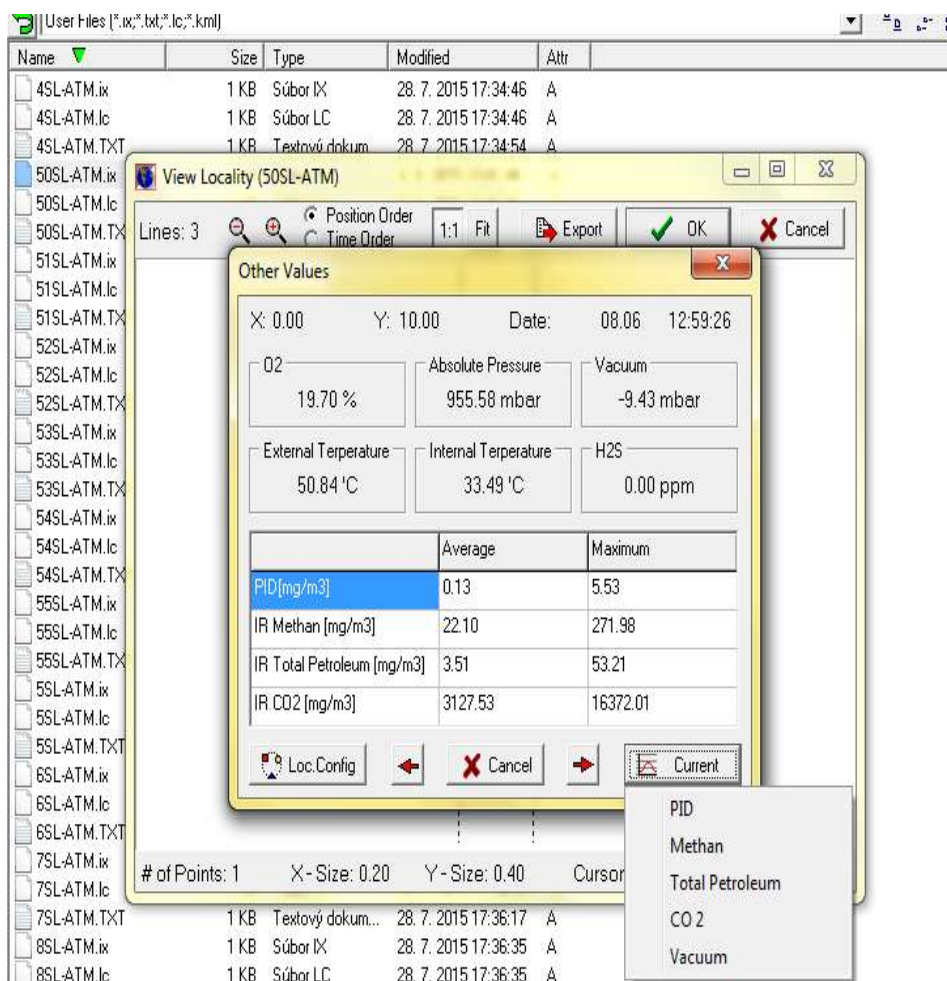 User Files (*.ix;*.txt;*.lc;*.kml)
Name Size Type Modified Attr
4SL-ATM.ix 1 KB Súbor IX 28. 7. 2015 17:34:46 A
4SL-ATM.lc 1 KB Súbor LC 28. 7. 2015 17:34:46 A
4SL-ATM.TXT 1 KB Textový dokum 28. 7. 2015 17:34:54 A
50SL-ATM.ix
50SL-ATM.lc
50SL-ATM.TX
51SL-ATM.ix
51SL-ATM.lc
51SL-ATM.TX
52SL-ATM.ix
52SL-ATM.lc
52SL-ATM.TX
53SL-ATM.ix
53SL-ATM.lc
53SL-ATM.TX
54SL-ATM.ix
54SL-ATM.lc
54SL-ATM.TX
55SL-ATM.ix
55SL-ATM.lc
55SL-ATM.TX
5SL-ATM.ix
5SL-ATM.lc
5SL-ATM.TXT
6SL-ATM.ix
6SL-ATM.lc
6SL-ATM.TXT
7SL-ATM.ix
7SL-ATM.lc
7SL-ATM.TXT 1 KB Textový dokum... 28. 7. 2015 17:36:17 A
8SL-ATM.ix 1 KB Súbor IX 28. 7. 2015 17:36:35 A
8SL-ATM.lc 1 KB Súbor LC 28. 7. 2015 17:36:35 A
View Locality (50SL-ATM)
Lines: 3 Position Order 1:1 Fit Export OK Cancel
Time Order
Other Values
X: 0.00 Y: 10.00 Date: 08.06 12:59:26
O2 Absolute Pressure Vacuum
19.70 % 955.58 mbar -9.43 mbar
External Terperature Internal Terperature H2S
50.84 'C 33.49 'C 0.00 ppm
Average Maximum
PID[mg/m3] 0.13 5.53
IR Methan [mg/m3] 22.10 271.98
IR Total Petroleum [mg/m3] 3.51 53.21
IR CO2 [mg/m3] 3127.53 16372.01
Loc.Config Cancel Current
PID
Methan
Total Petroleum
CO 2
Vacuum
# of Points: 1 X - Size: 0.20 Y - Size: 0.40 Cursor